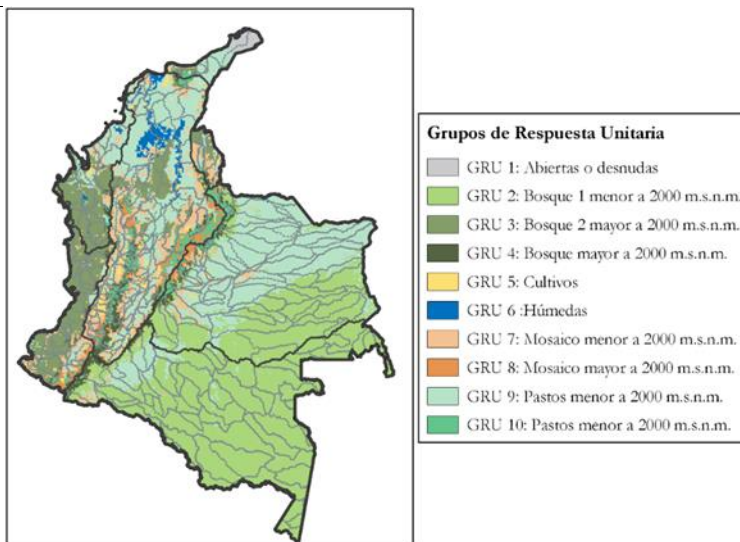 Grupos de Respuesta Unitaria
GRU 1: Abiertas o desnudas
GRU 2: Bosque 1 menor a 2000 m.s.n.m.
GRU 3: Bosque 2 mayor a 2000 m.s.n.m.
GRU 4: Bosque mayor a 2000 m.s.n.m.
GRU 5: Cultivos
GRU 6: Húmedas
GRU 7: Mosaico menor a 2000 m.s.n.m.
GRU 8: Mosaico mayor a 2000 m.s.n.m.
GRU 9: Pastos menor a 2000 m.s.n.m.
GRU 10: Pastos menor a 2000 m.s.n.m.